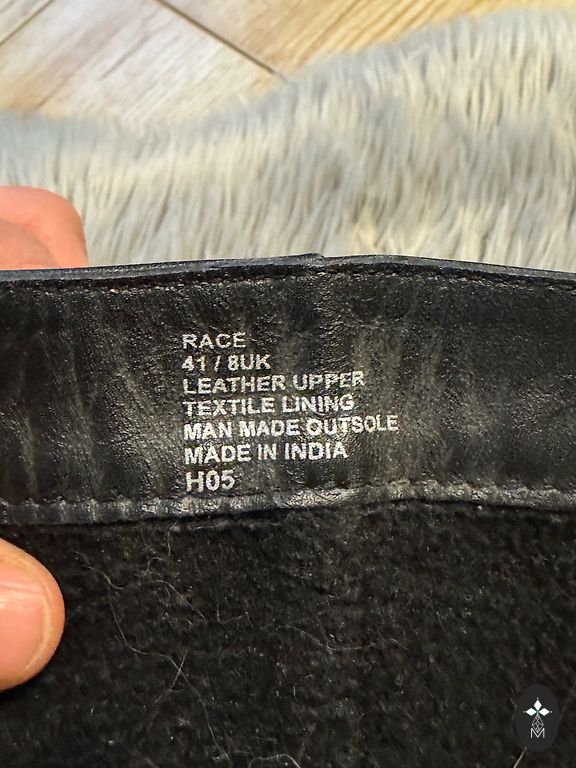 RACE
41 / 8UK
LEATHER UPPER
TEXTILE LINING
MAN MADE OUTSOLE
MADE IN INDIA
H05
M